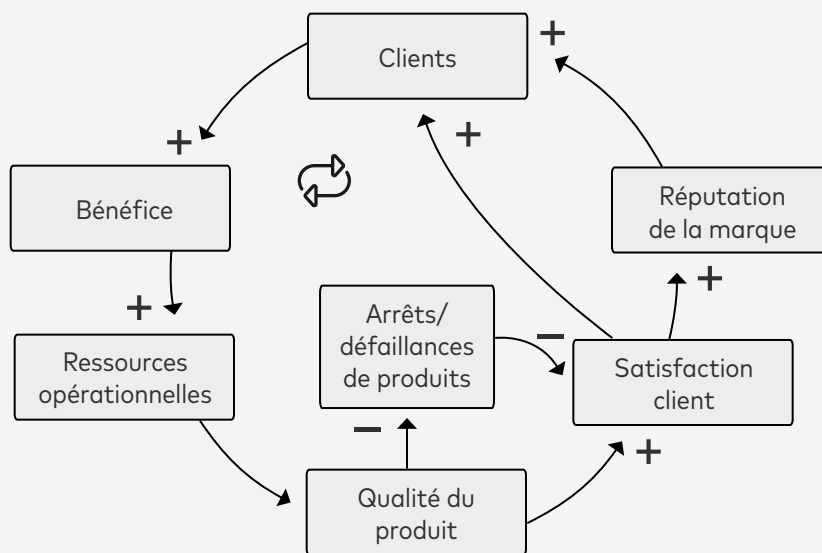 Clients
+
+
+
Bénéfice
Réputation
de la marque
+
+
Arrêts/
défaillances
de produits
−
Ressources
opérationnelles
Satisfaction
client
−
+
Qualité du
produit